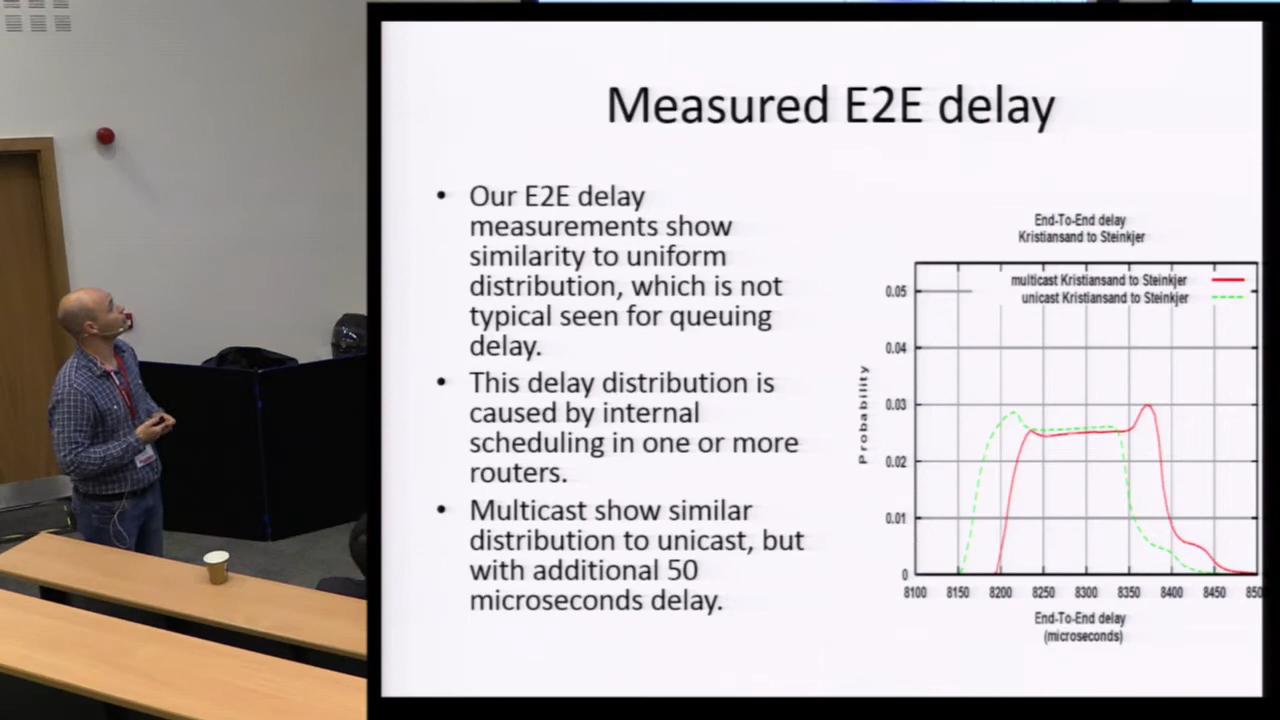 Measured E2E delay
• Our E2E delay
measurements show
similarity to uniform
distribution, which is not
typical seen for queuing
delay.
• This delay distribution is
caused by internal
scheduling in one or more
routers.
• Multicast show similar
distribution to unicast, but
with additional 50
microseconds delay.
End-To-End delay
Kristiansand to Steinkjer
multicast Kristiansand to Steinkjer
unicast Kristiansand to Steinkjer
0.05
0.04
0.03
0.02
0.01
0
Probability
8100 8150 8200 8250 8300 8350 8400 8450 850
End-To-End delay
(microseconds)